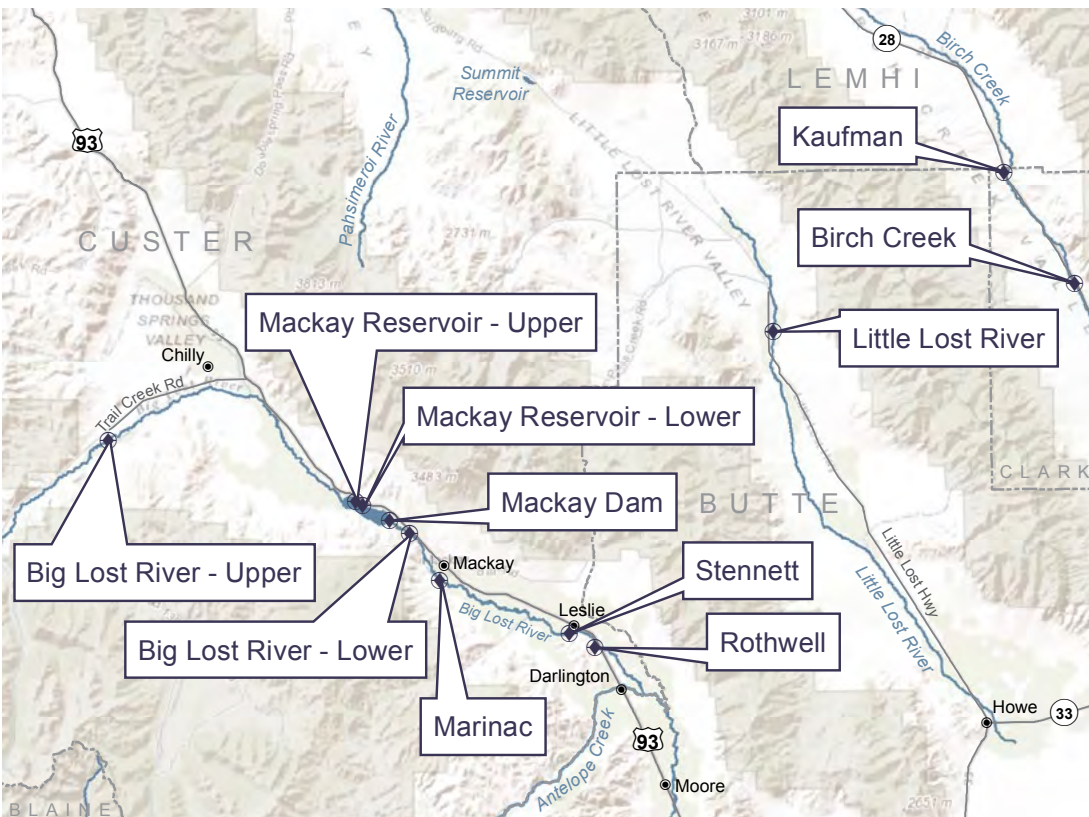 3101 m
3167 m - 3186 m
28
Birch Creek
LEMHI
93
Summit
Reservoir
Pahsimeroi River
LITTLE LOST RIVER VALLEY
Kaufman
CUSTER
2731 m
Birch Creek
3813 m
THOUSAND
SPRINGS
VALLEY
Mackay Reservoir - Upper
Little Lost River
Chilly
3510 m
Trail Creek Rd
Mackay Reservoir - Lower
3483 m
CLARK
Mackay Dam
BUTTE
Big Lost River - Upper
Mackay
Stennett
Little Lost Hwy
Little Lost River
Leslie
Big Lost River
Big Lost River - Lower
Rothwell
Darlington
Marinac
Howe
33
93
Antelope Creek
Moore
BLAINE
2651 m